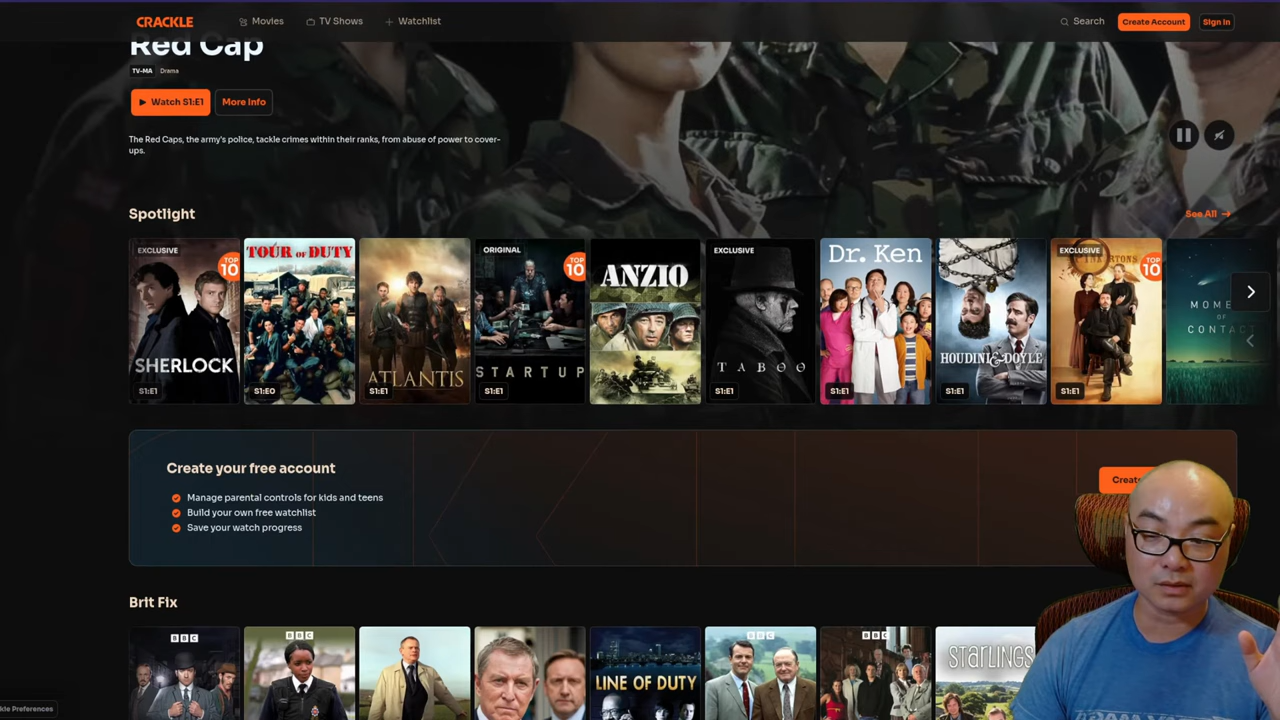 CRACKLE
Movies
TV Shows
Watchlist
Search
Create Account
Sign In
Red Cap
TV-MA
Drama
Watch S1:E1
More Info
The Red Caps, the army's police, tackle crimes within their ranks, from abuse of power to cover-
ups.
Spotlight
See All
EXCLUSIVE
TOP
10
SHERLOCK
S1:E1
TOUR OF DUTY
S1:E0
ATLANTIS
S1:E1
ORIGINAL
TOP
10
STARTUP
S1:E1
ANZIO
EXCLUSIVE
TABOO
S1:E1
Dr. Ken
S1:E1
HOUDINI & DOYLE
S1:E1
EXCLUSIVE
TOP
10
S1:E1
OF
CONTACT
Create your free account
Manage parental controls for kids and teens
Build your own free watchlist
Save your watch progress
Brit Fix
BBC
BBC
LINE OF DUTY
BBC
BBC
STARLINGS
Preferences